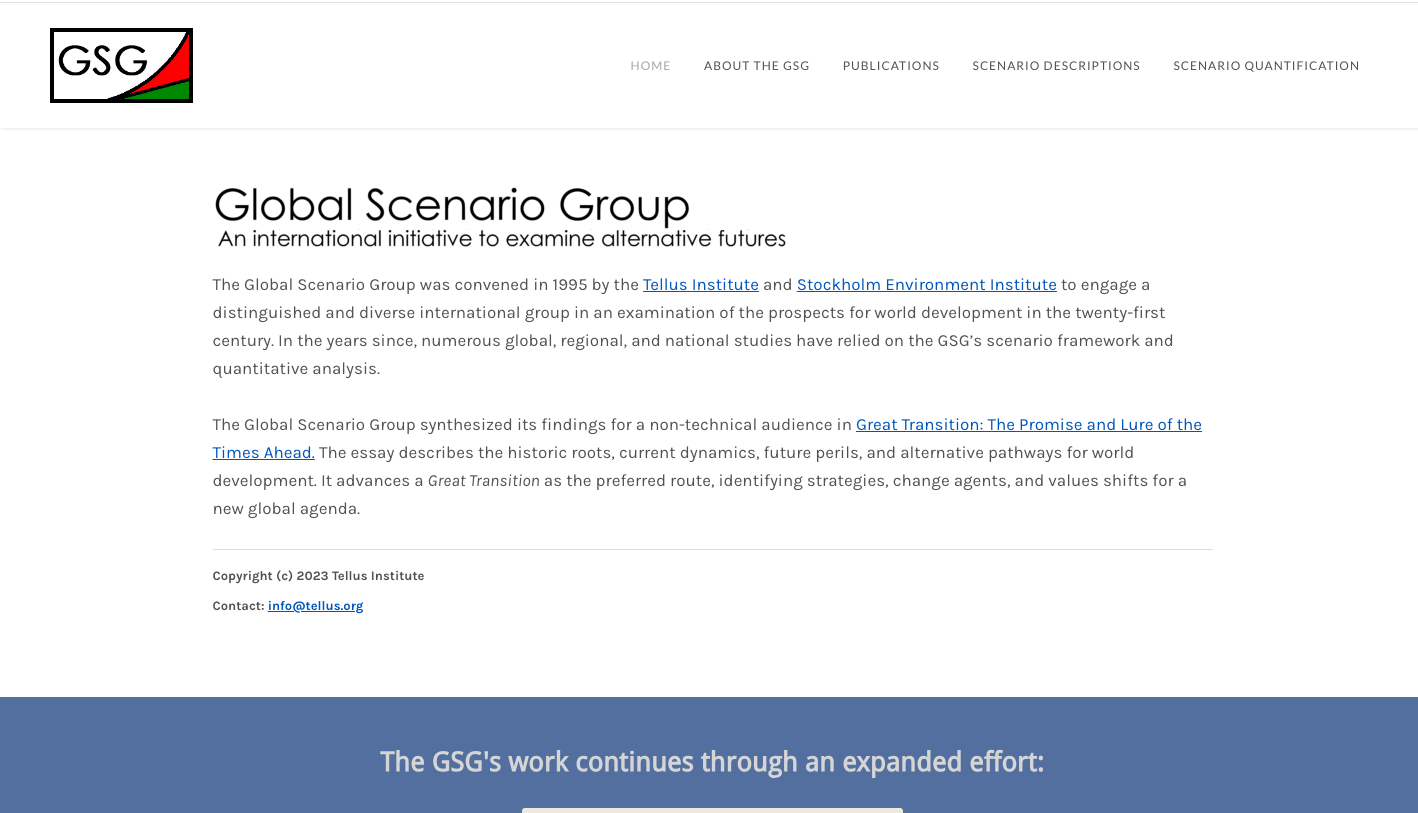 GSG
HOME
ABOUT THE GSG
PUBLICATIONS
SCENARIO DESCRIPTIONS
SCENARIO QUANTIFICATION
Global Scenario Group
An international initiative to examine alternative futures
The Global Scenario Group was convened in 1995 by the Tellus Institute and Stockholm Environment Institute to engage a
distinguished and diverse international group in an examination of the prospects for world development in the twenty-first
century. In the years since, numerous global, regional, and national studies have relied on the GSG’s scenario framework and
quantitative analysis.
The Global Scenario Group synthesized its findings for a non-technical audience in Great Transition: The Promise and Lure of the
Times Ahead. The essay describes the historic roots, current dynamics, future perils, and alternative pathways for world
development. It advances a Great Transition as the preferred route, identifying strategies, change agents, and values shifts for a
new global agenda.
Copyright (c) 2023 Tellus Institute
Contact: info@tellus.org
The GSG's work continues through an expanded effort: